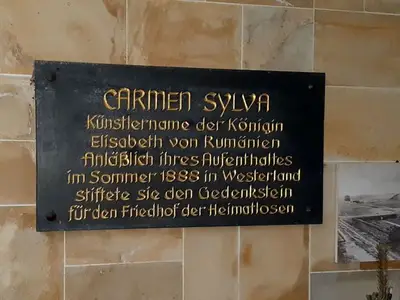 CARMEN SYLVA
Künstlername der Königin
Elisabeth von Rumänien
Anläßlich ihres Aufenthaltes
im Sommer 1888 in Westerland
stiftete sie den Gedenkstein
für den Friedhof der Heimatlosen